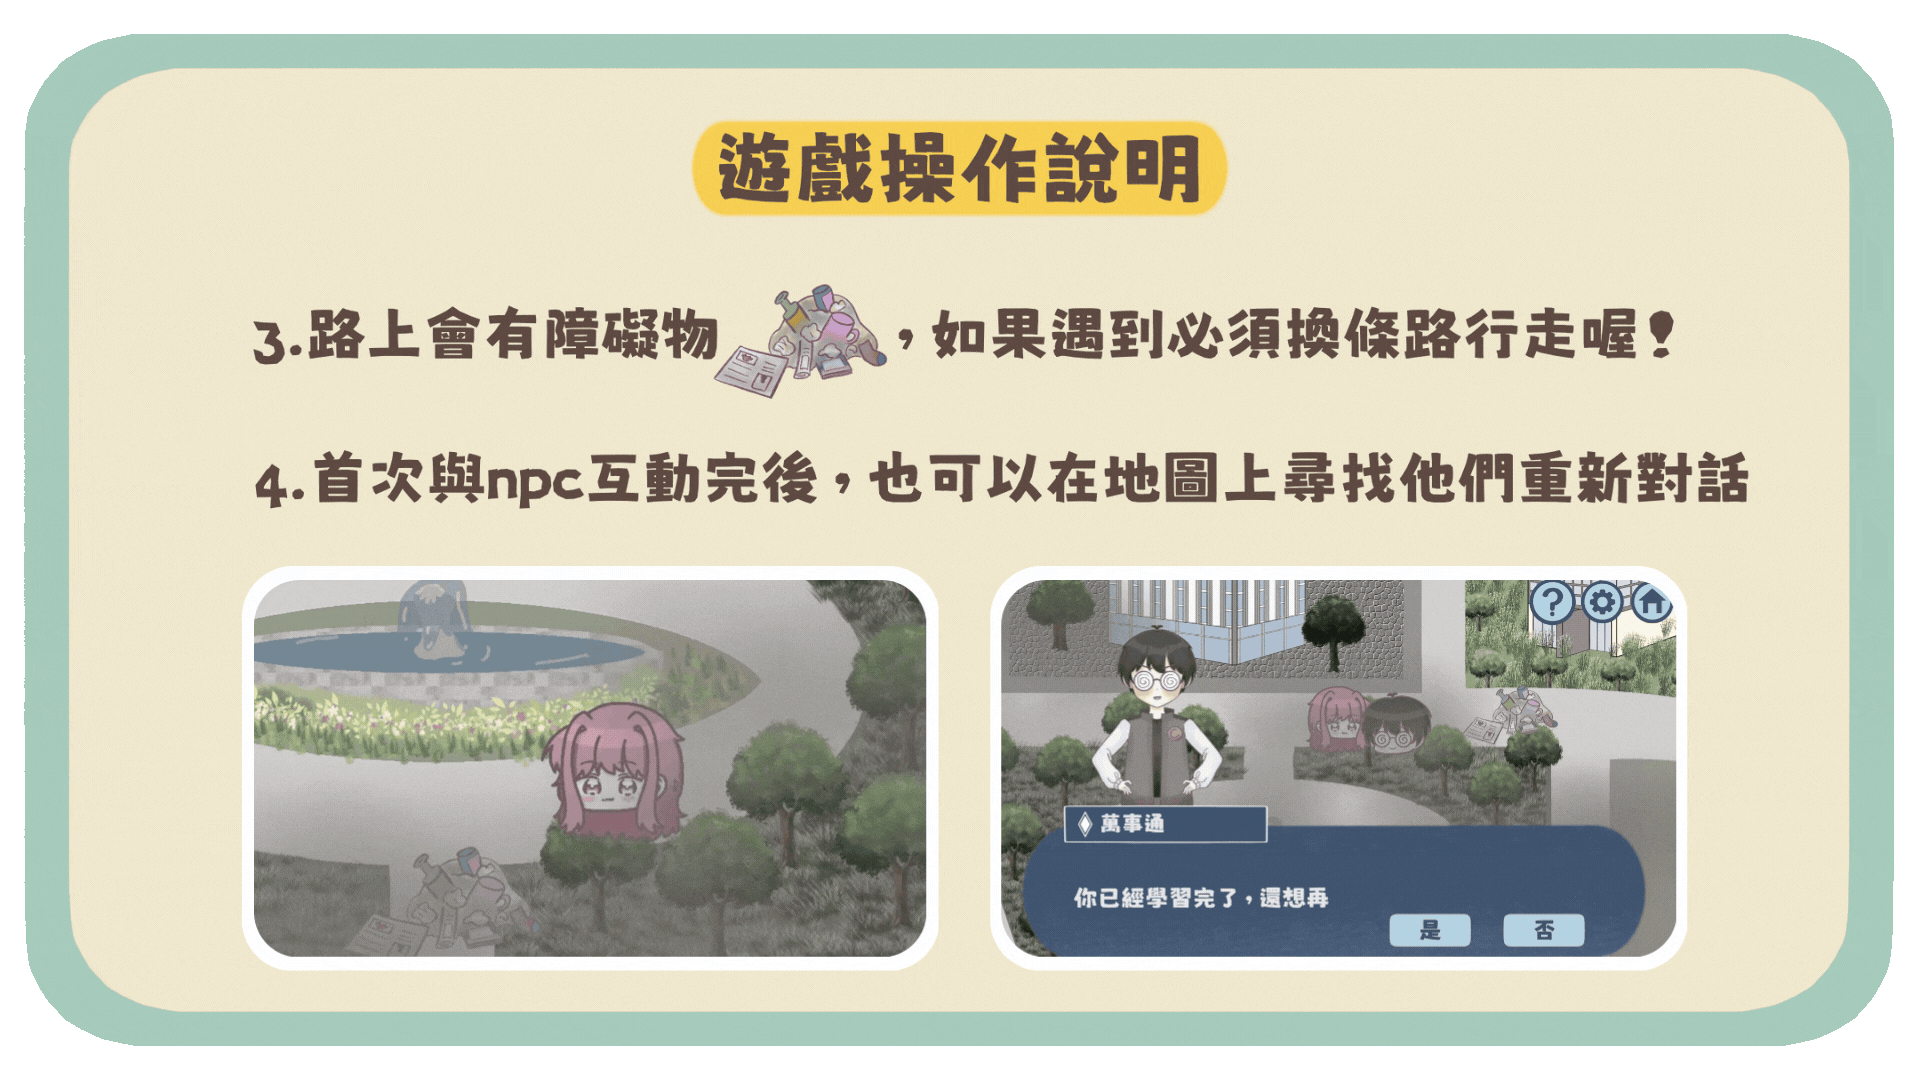 遊戲操作說明
3.路上會有障礙物，如果遇到必須換條路行走喔！
4.首次與npc互動完後，也可以在地圖上尋找他們重新對話
?
萬事通
你已經學習完了，還想再
是 否